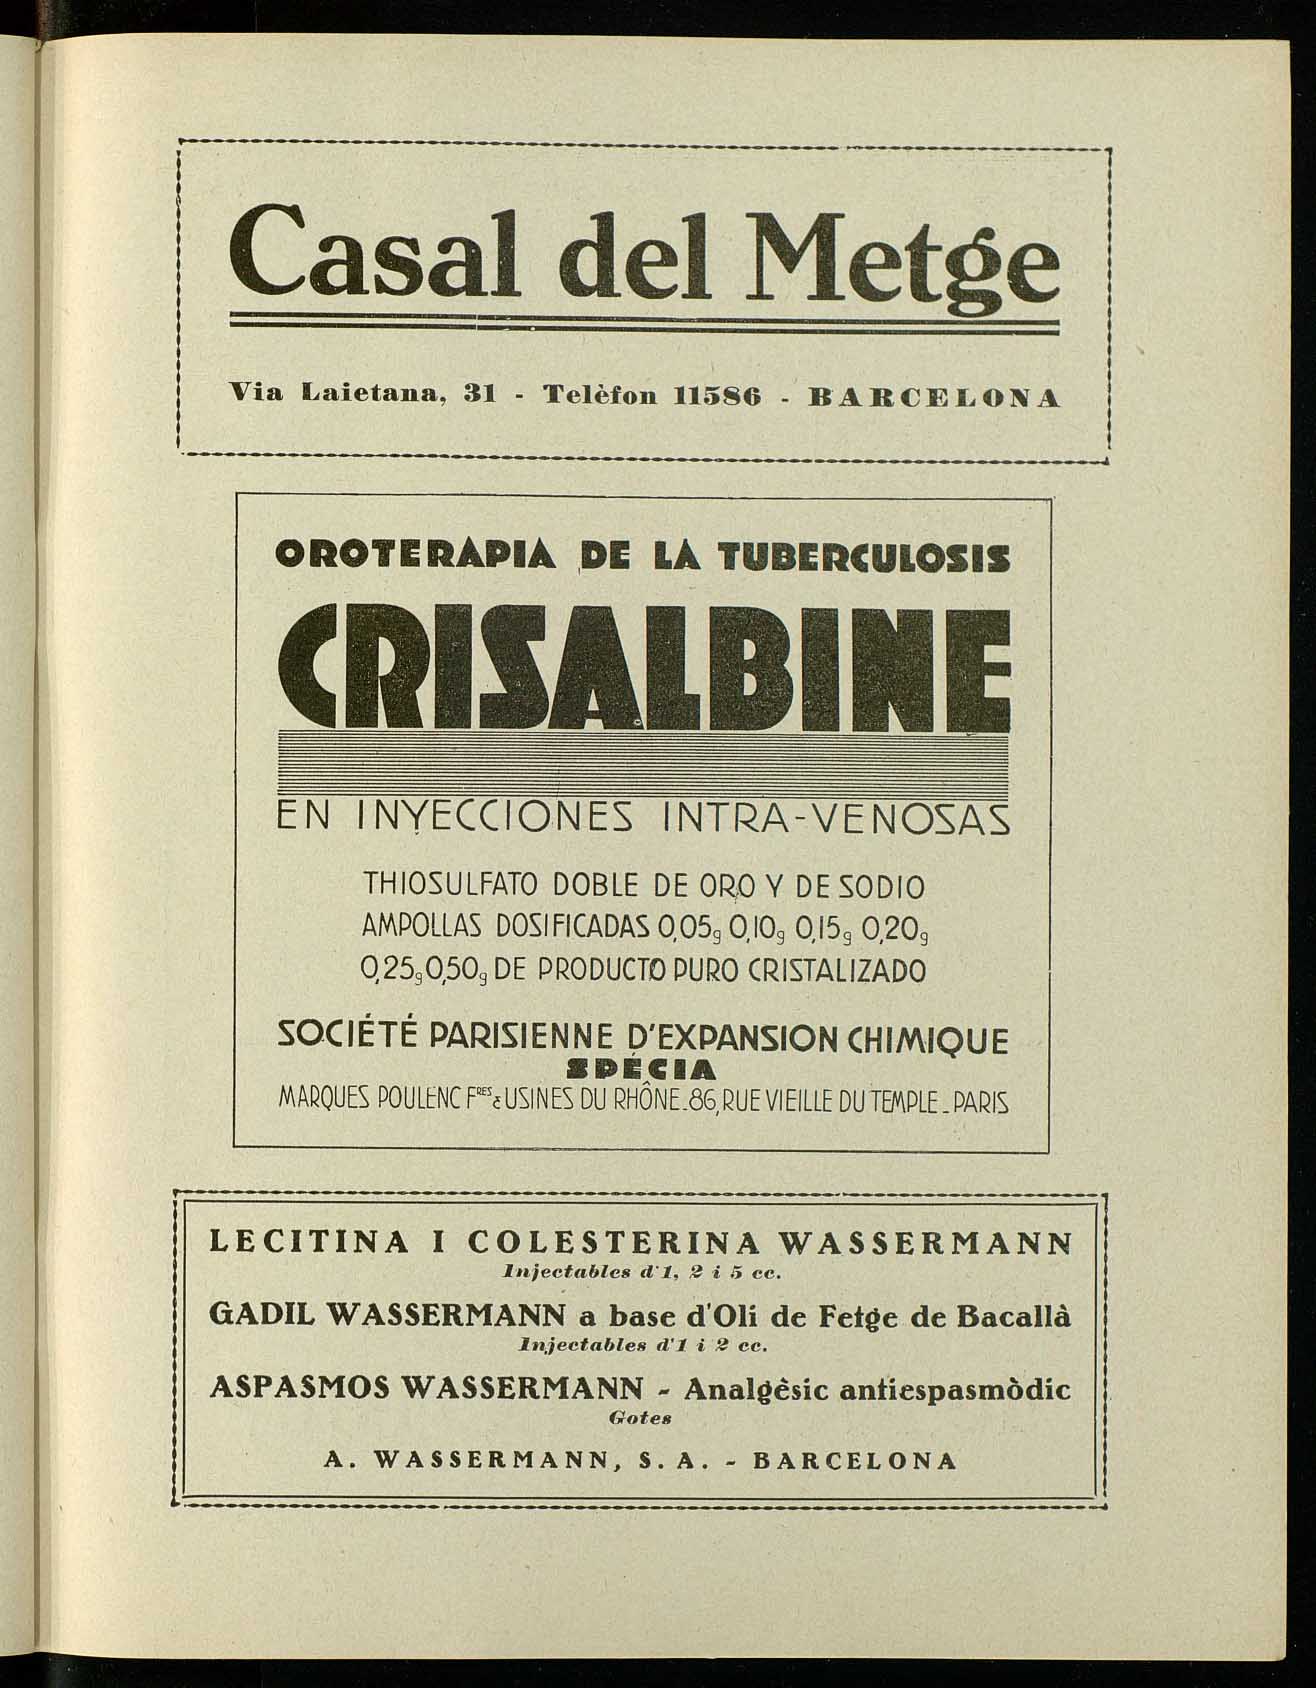 Casal del Metge
Via Laietana, 31 - Telèfon 11586 - BARCELONA
OROTERAPIA DE LA TUBERCULOSIS
CRISALBINE
EN INYECCIONES INTRA-VENOSAS
THIOSULFATO DOBLE DE ORO Y DE SODIO
AMPOLLAS DOSIFICADAS 0,05g 0,10g 0,15g 0,20g
0,25g 0,50g DE PRODUCTO PURO CRISTALIZADO
SOCIÉTÉ PARISIENNE D'EXPANSION CHIMIQUE
SPÉCIA
MARQUES POULENC FRES & USINES DU RHÔNE_86, RUE VIEILLE DU TEMPLE_PARIS
LECITINA I COLESTERINA WASSERMANN
Injectables d'1, 2 i 5 cc.
GADIL WASSERMANN a base d'Oli de Fetge de Bacallà
Injectables d'1 i 2 cc.
ASPASMOS WASSERMANN - Analgèsic antiespasmòdic
Gotes
A. WASSERMANN, S. A. - BARCELONA